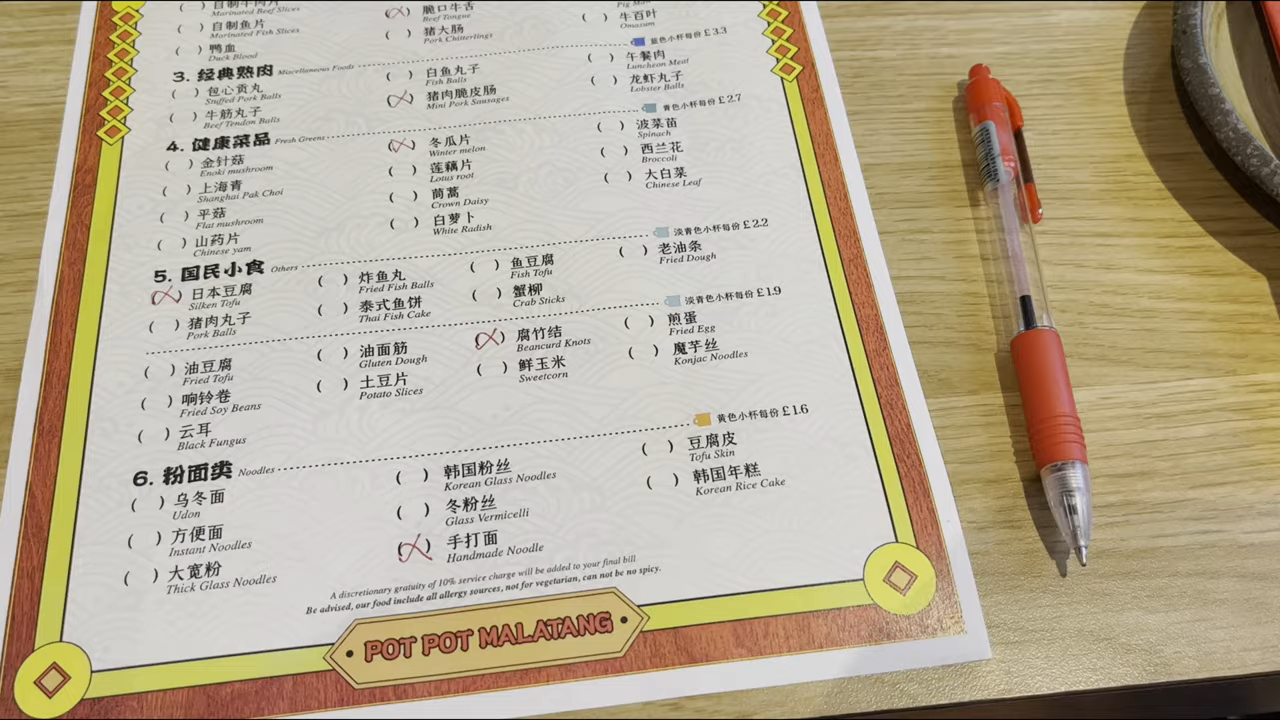 自制牛肉片
Marinated Beef Slices
脆口牛舌
Beef Tongue
自制鱼片
Marinated Fish Slices
猪大肠
Pork Chitterlings
牛百叶
Omasum
鸭血
Duck Blood
蓝色小杯每份 £3.3
3. 经典熟肉 Miscellaneous Foods
( ) 包心贡丸
Stuffed Pork Balls
( ) 白鱼丸子
Fish Balls
( ) 午餐肉
Luncheon Meat
( ) 牛筋丸子
Beef Tendon Balls
(X) 猪肉脆皮肠
Mini Pork Sausages
( ) 龙虾丸子
Lobster Balls
青色小杯每份 £2.7
4. 健康菜品 Fresh Greens
( ) 金针菇
Enoki mushroom
(X) 冬瓜片
Winter melon
( ) 菠菜苗
Spinach
( ) 上海青
Shanghai Pak Choi
( ) 莲藕片
Lotus root
( ) 西兰花
Broccoli
( ) 平菇
Flat mushroom
( ) 茼蒿
Crown Daisy
( ) 大白菜
Chinese Leaf
( ) 山药片
Chinese yam
( ) 白萝卜
White Radish
淡青色小杯每份 £2.2
5. 国民小食 Others
(X) 日本豆腐
Silken Tofu
( ) 炸鱼丸
Fried Fish Balls
( ) 鱼豆腐
Fish Tofu
( ) 老油条
Fried Dough
( ) 猪肉丸子
Pork Balls
( ) 泰式鱼饼
Thai Fish Cake
( ) 蟹柳
Crab Sticks
淡青色小杯每份 £1.9
( ) 油豆腐
Fried Tofu
( ) 油面筋
Gluten Dough
(X) 腐竹结
Beancurd Knots
( ) 煎蛋
Fried Egg
( ) 响铃卷
Fried Soy Beans
( ) 土豆片
Potato Slices
( ) 鲜玉米
Sweetcorn
( ) 魔芋丝
Konjac Noodles
( ) 云耳
Black Fungus
黄色小杯每份 £1.6
6. 粉面类 Noodles
( ) 乌冬面
Udon
( ) 韩国粉丝
Korean Glass Noodles
( ) 豆腐皮
Tofu Skin
( ) 方便面
Instant Noodles
( ) 冬粉丝
Glass Vermicelli
( ) 韩国年糕
Korean Rice Cake
( ) 大宽粉
Thick Glass Noodles
(X) 手打面
Handmade Noodle
A discretionary gratuity of 10% service charge will be added to your final bill
Be advised, our food include all allergy sources, not for vegetarian, can not be no spicy.
POT POT MALATANG